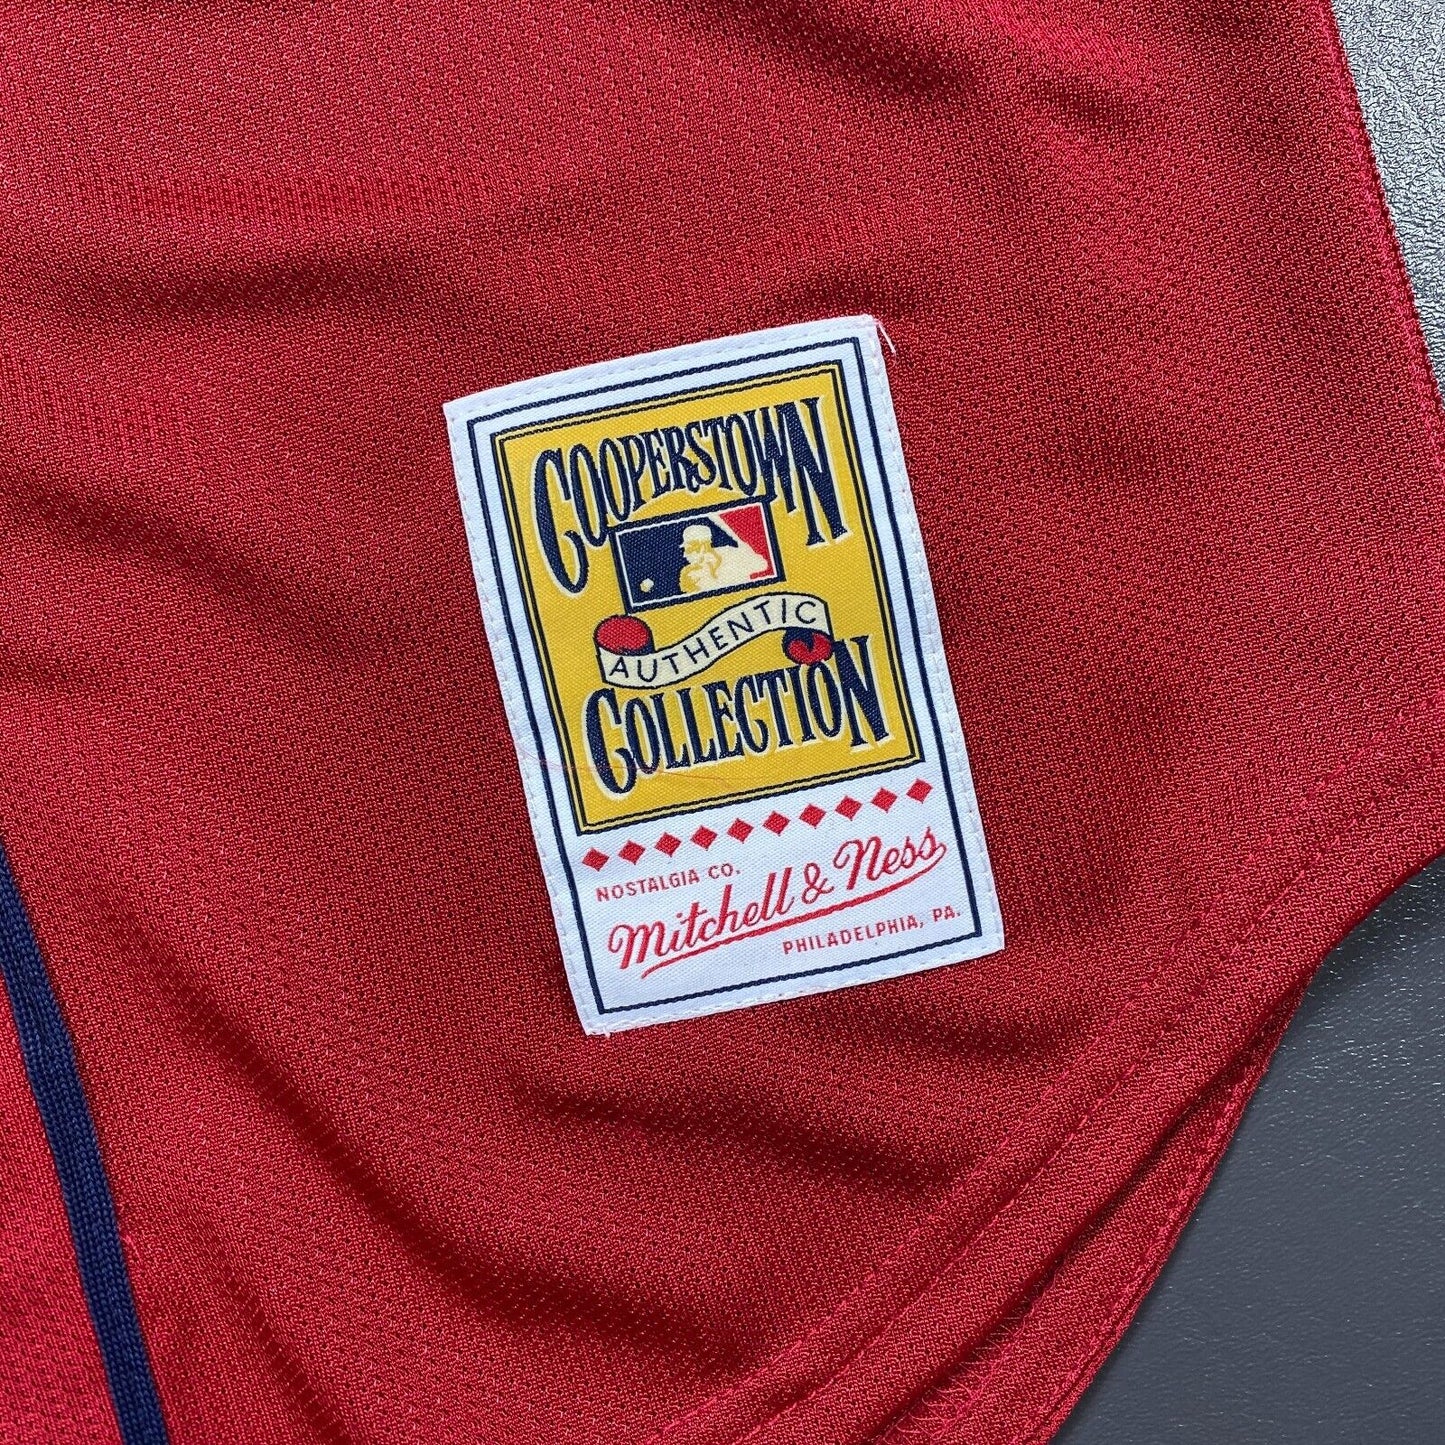 COOPERSTOWN
AUTHENTIC
COLLECTION
NOSTALGIA CO.
Mitchell & Ness
PHILADELPHIA, PA.